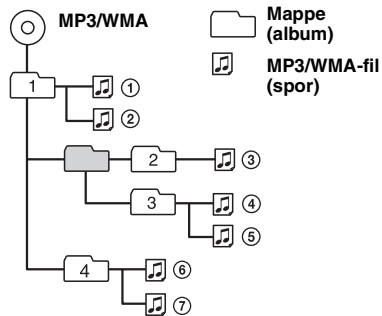 MP3/WMA
Mappe
(album)
MP3/WMA-fil
(spor)
1
①
②
2
③
3
④
⑤
4
⑥
⑦